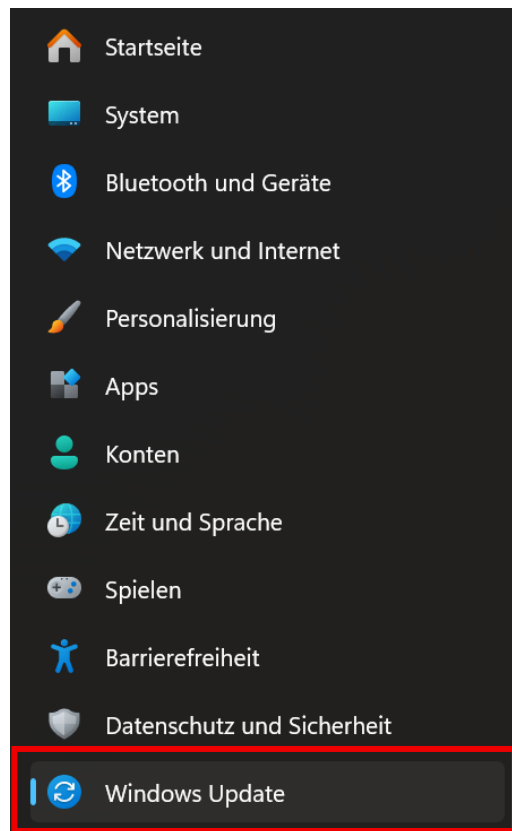 Startseite
System
Bluetooth und Geräte
Netzwerk und Internet
Personalisierung
Apps
Konten
Zeit und Sprache
Spielen
Barrierefreiheit
Datenschutz und Sicherheit
Windows Update